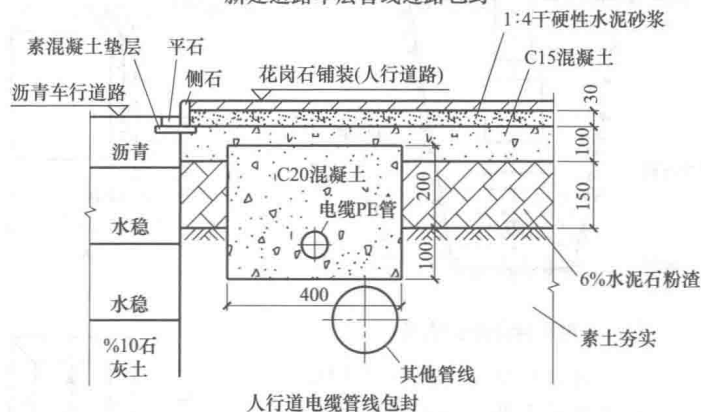 1:4干硬性水泥砂浆
素混凝土垫层
平石
C15混凝土
侧石
花岗石铺装(人行道路)
沥青车行道路
30
沥青
100
C20混凝土
200
150
电缆PE管
水稳
100
400
6%水泥石粉渣
水稳
素土夯实
%10石
灰土
其他管线
人行道电缆管线包封